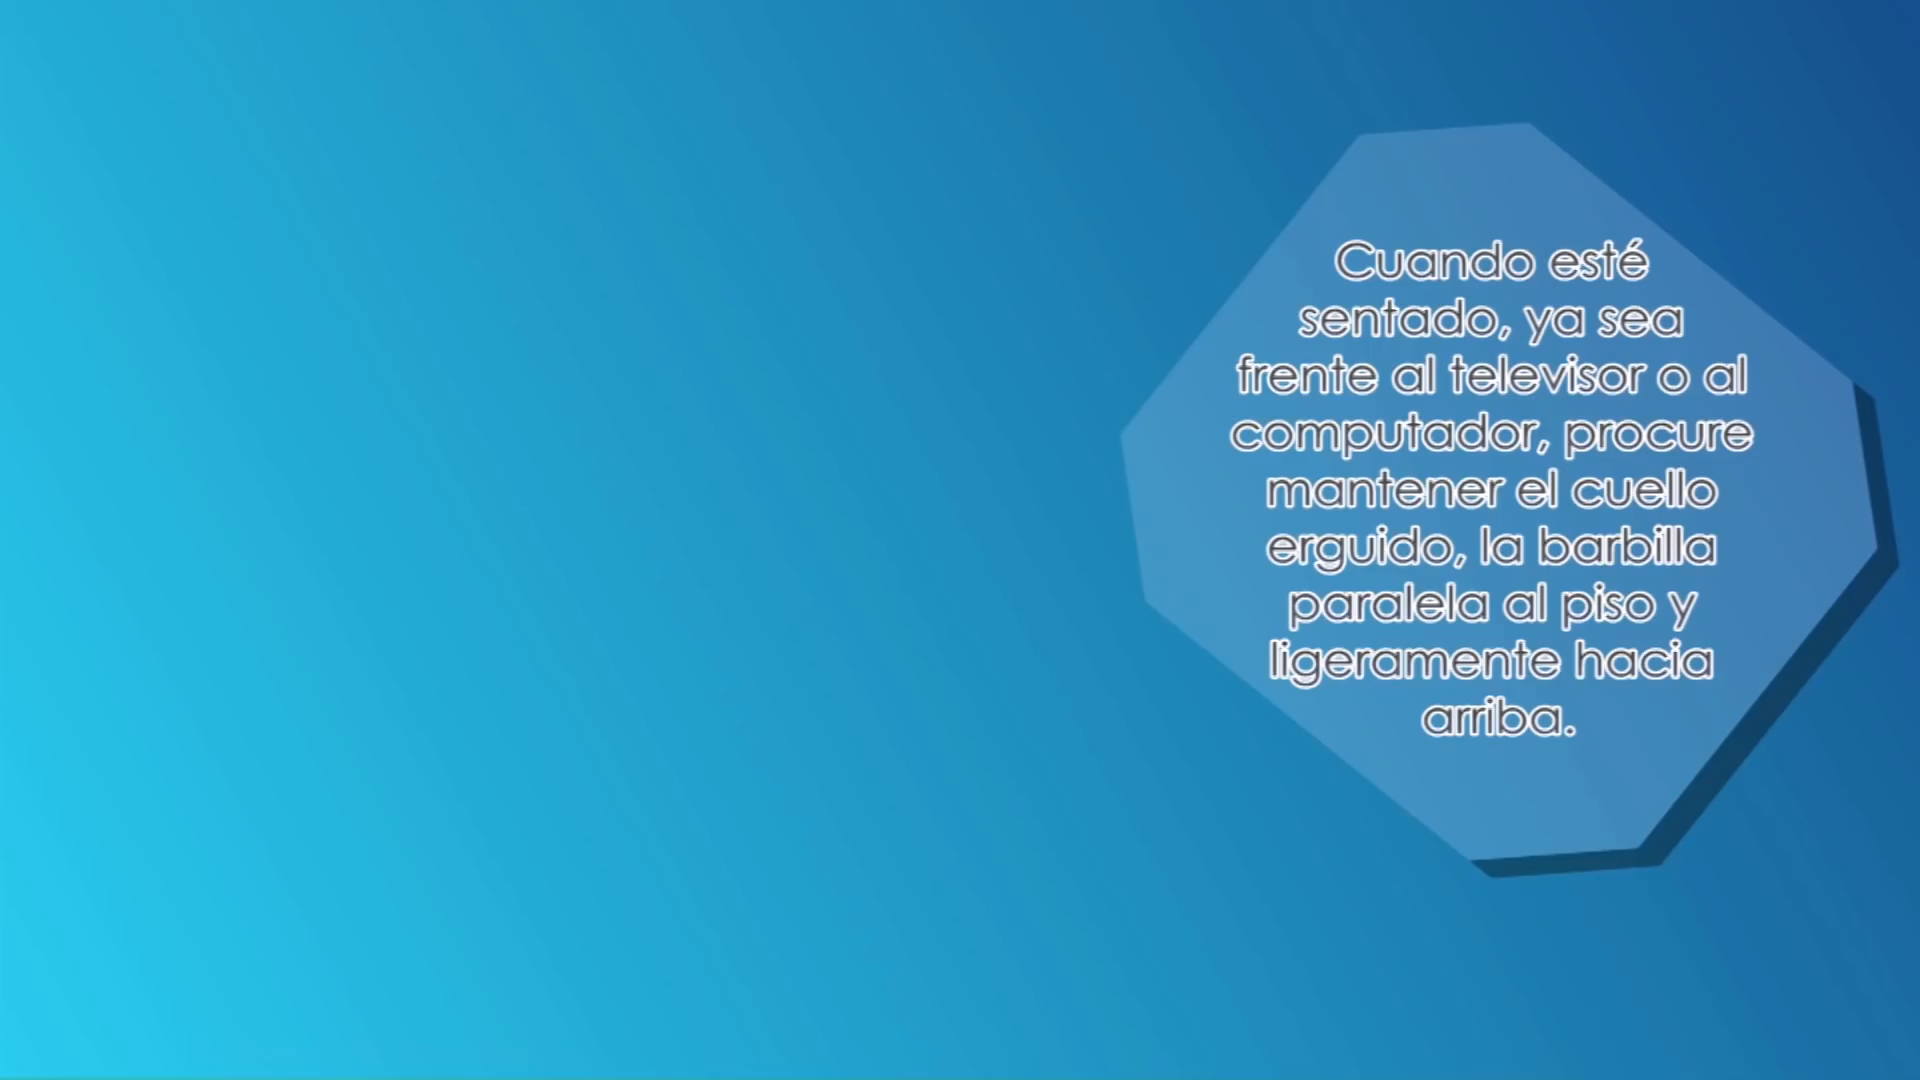 Cuando esté
sentado, ya sea
frente al televisor o al
computador, procure
mantener el cuello
erguido, la barbilla
paralela al piso y
ligeramente hacia
arriba.